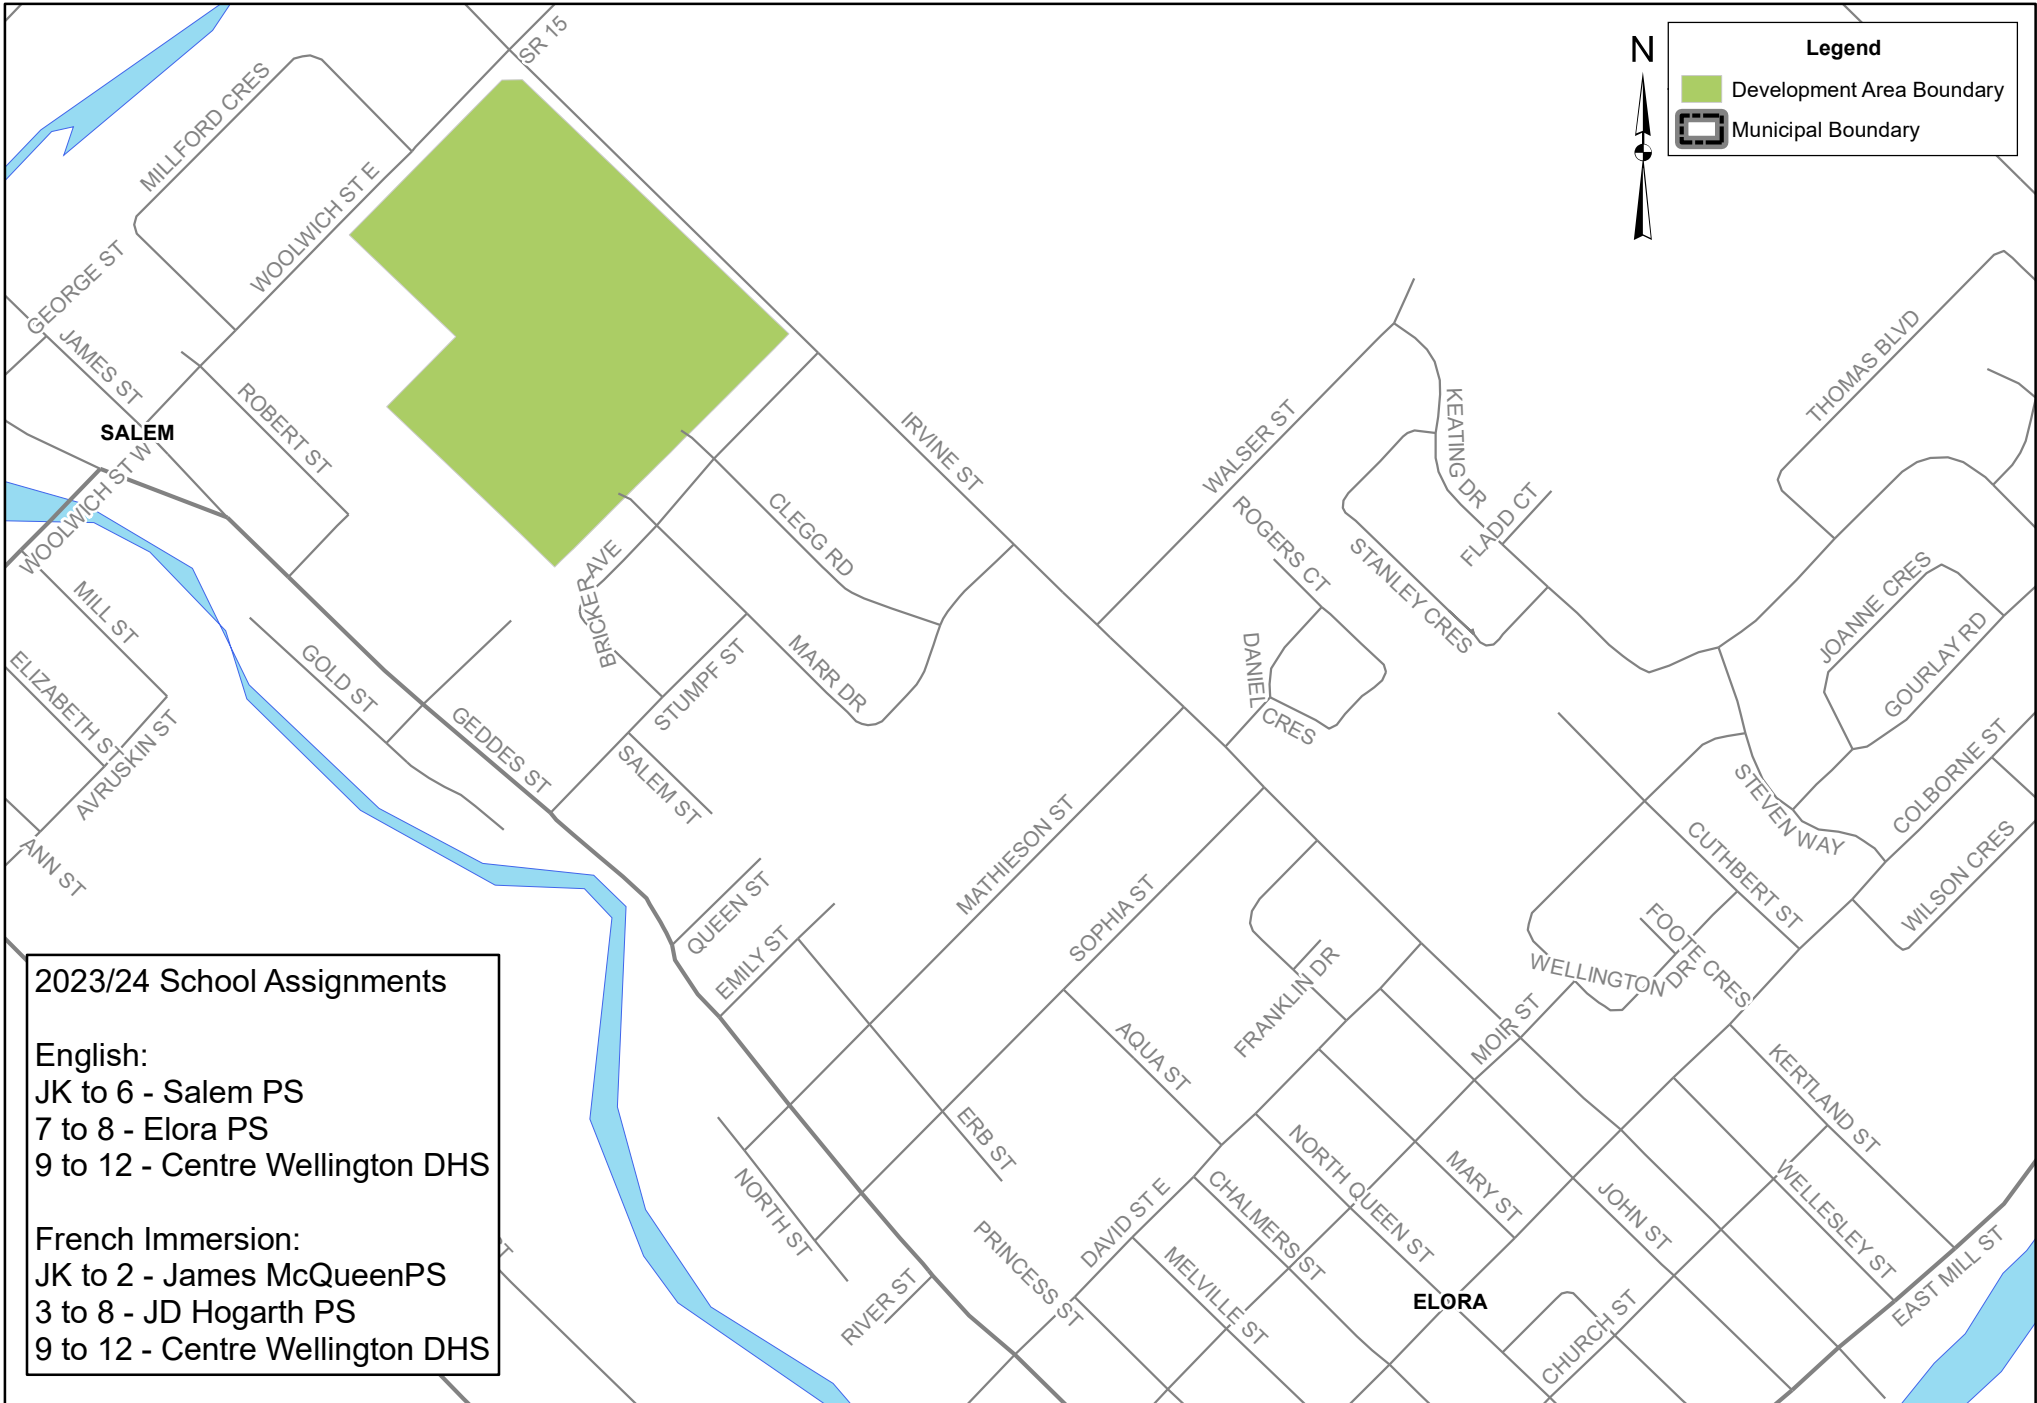 SR 15
N
Legend
Development Area Boundary
Municipal Boundary
MILLFORD CRES
WOOLWICH ST E
GEORGE ST
JAMES ST
ROBERT ST
SALEM
WOOLWICH ST W
IRVINE ST
WALSER ST
KEATING DR
THOMAS BLVD
CLEGG RD
ROGERS CT
FLADD CT
STANLEY CRES
BRICKER AVE
MILL ST
GOLD ST
ELIZABETH ST
AVRUSKIN ST
ANN ST
GEDDES ST
STUMPF ST
MARR DR
SALEM ST
DANIEL CRES
JOANNE CRES
GOURLAY RD
COLBORNE ST
STEVEN WAY
WILSON CRES
CUTHBERT ST
FOOTE CRES
WELLINGTON DR
MATHIESON ST
SOPHIA ST
QUEEN ST
EMILY ST
FRANKLIN DR
MOIR ST
AQUA ST
KERTLAND ST
ERB ST
NORTH ST
NORTH QUEEN ST
MARY ST
JOHN ST
WELLESLEY ST
EAST MILL ST
DAVID ST E
CHALMERS ST
PRINCESS ST
MELVILLE ST
RIVER ST
ELORA
CHURCH ST
2023/24 School Assignments
English:
JK to 6 - Salem PS
7 to 8 - Elora PS
9 to 12 - Centre Wellington DHS
French Immersion:
JK to 2 - James McQueenPS
3 to 8 - JD Hogarth PS
9 to 12 - Centre Wellington DHS